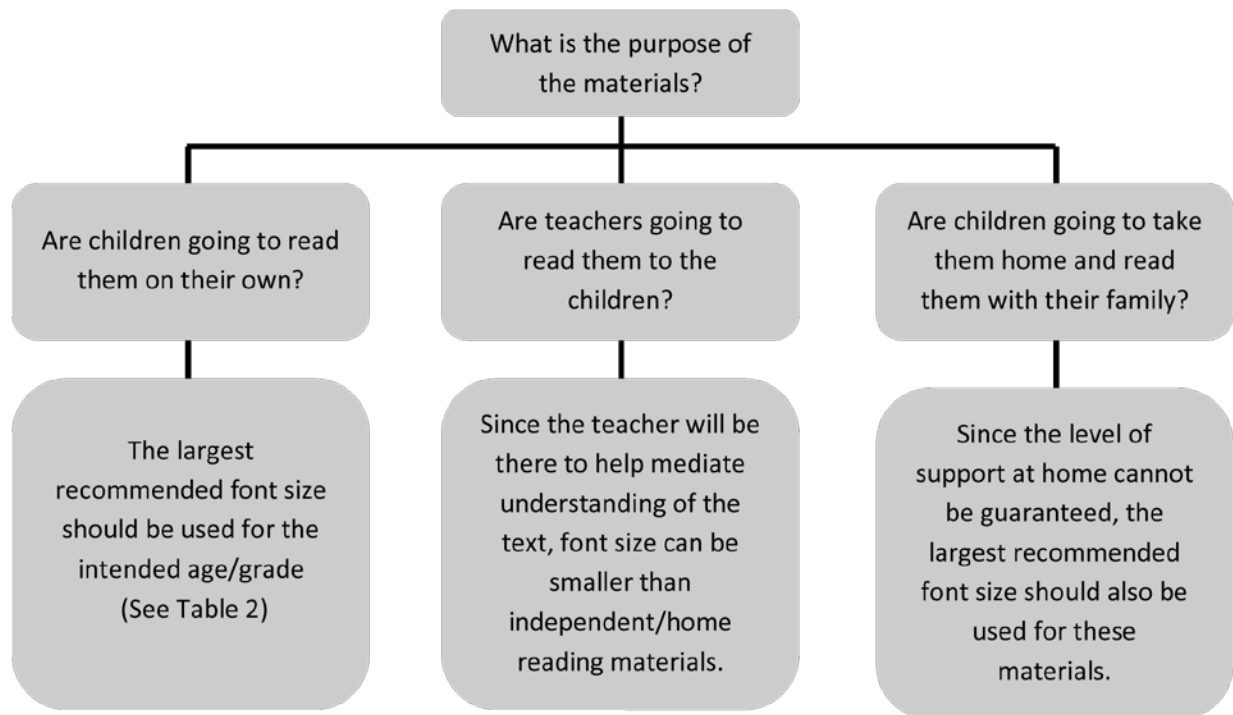 What is the purpose of
the materials?
Are children going to read
them on their own?
Are teachers going to
read them to the
children?
Are children going to take
them home and read
them with their family?
The largest
recommended font size
should be used for the
intended age/grade
(See Table 2)
Since the teacher will be
there to help mediate
understanding of the
text, font size can be
smaller than
independent/home
reading materials.
Since the level of
support at home cannot
be guaranteed, the
largest recommended
font size should also be
used for these
materials.